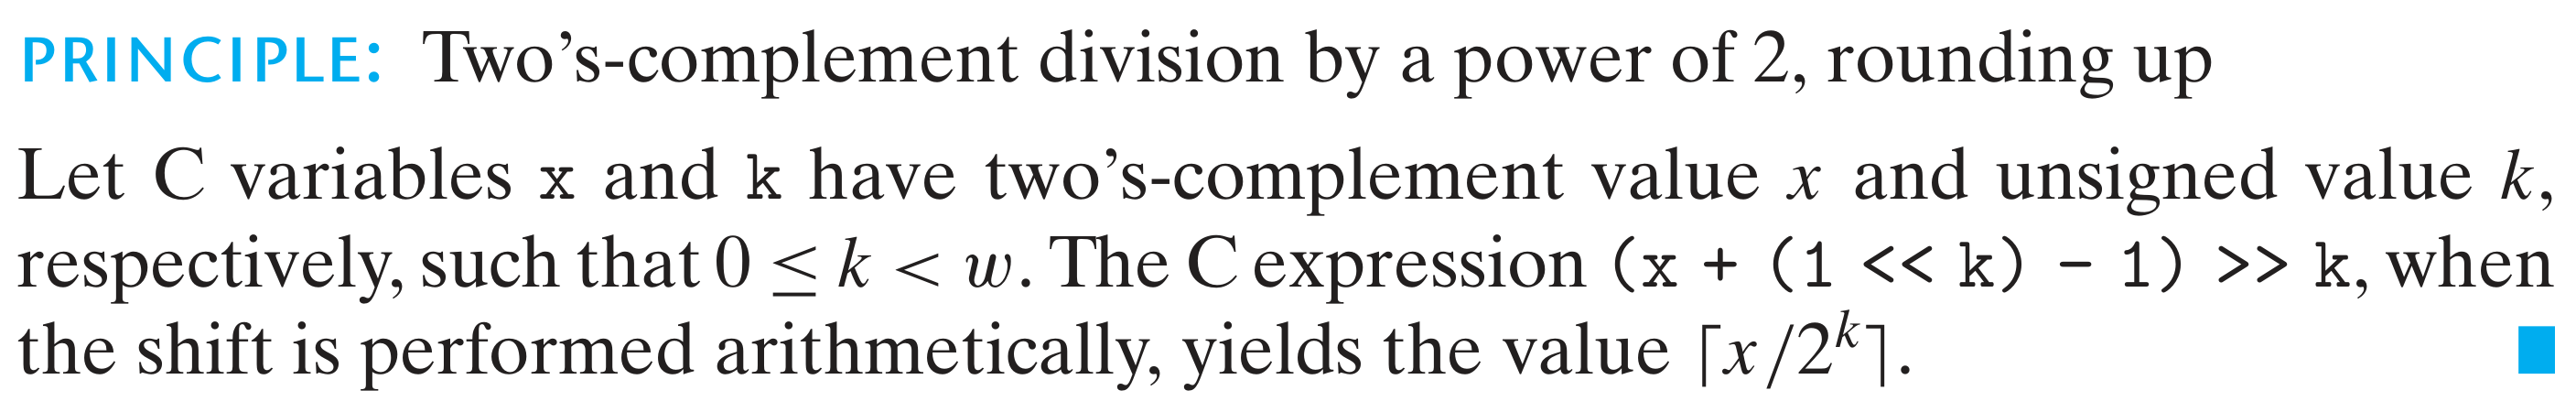 PRINCIPLE: Two’s-complement division by a power of 2, rounding up
Let C variables x and k have two’s-complement value x and unsigned value k,
respectively, such that 0 ≤ k < w. The C expression (x + (1 << k) − 1) >> k, when
the shift is performed arithmetically, yields the value ⌈x/2ᵏ⌉.